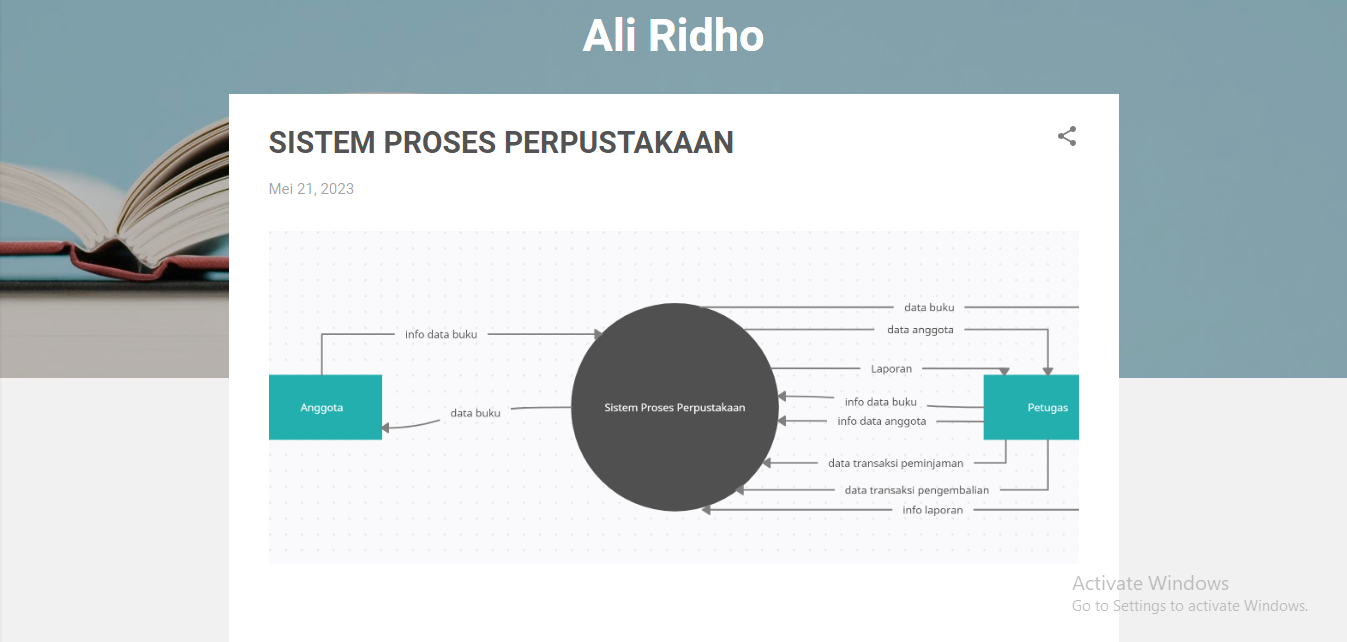 Ali Ridho
SISTEM PROSES PERPUSTAKAAN
Mei 21, 2023
data buku
data anggota
info data buku
Laporan
info data buku
Anggota
data buku
Sistem Proses Perpustakaan
Petugas
info data anggota
data transaksi peminjaman
data transaksi pengembalian
info laporan
Activate Windows
Go to Settings to activate Windows.